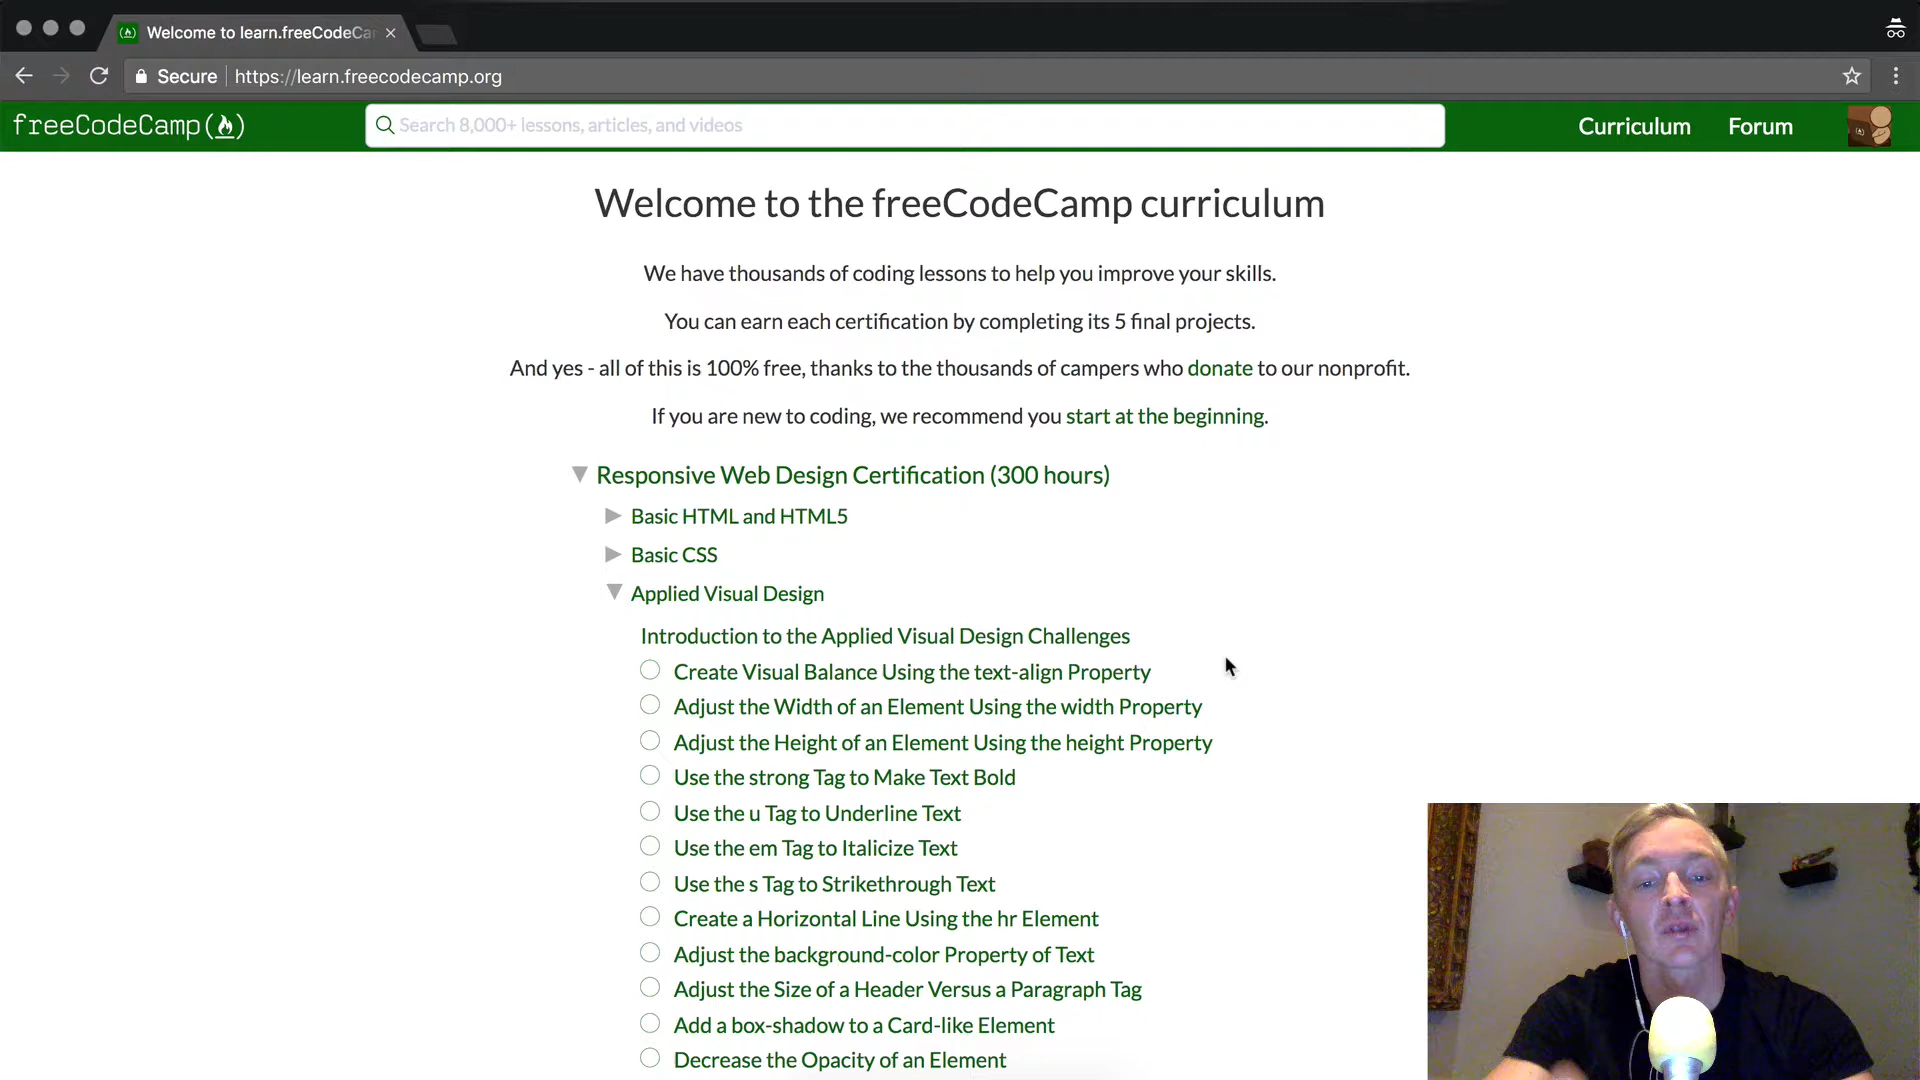 Welcome to learn.freeCodeCa
Secure https://learn.freecodecamp.org
freeCodeCamp
Search 8,000+ lessons, articles, and videos
Curriculum
Forum
Welcome to the freeCodeCamp curriculum
We have thousands of coding lessons to help you improve your skills.
You can earn each certification by completing its 5 final projects.
And yes - all of this is 100% free, thanks to the thousands of campers who donate to our nonprofit.
If you are new to coding, we recommend you start at the beginning.
Responsive Web Design Certification (300 hours)
Basic HTML and HTML5
Basic CSS
Applied Visual Design
Introduction to the Applied Visual Design Challenges
Create Visual Balance Using the text-align Property
Adjust the Width of an Element Using the width Property
Adjust the Height of an Element Using the height Property
Use the strong Tag to Make Text Bold
Use the u Tag to Underline Text
Use the em Tag to Italicize Text
Use the s Tag to Strikethrough Text
Create a Horizontal Line Using the hr Element
Adjust the background-color Property of Text
Adjust the Size of a Header Versus a Paragraph Tag
Add a box-shadow to a Card-like Element
Decrease the Opacity of an Element